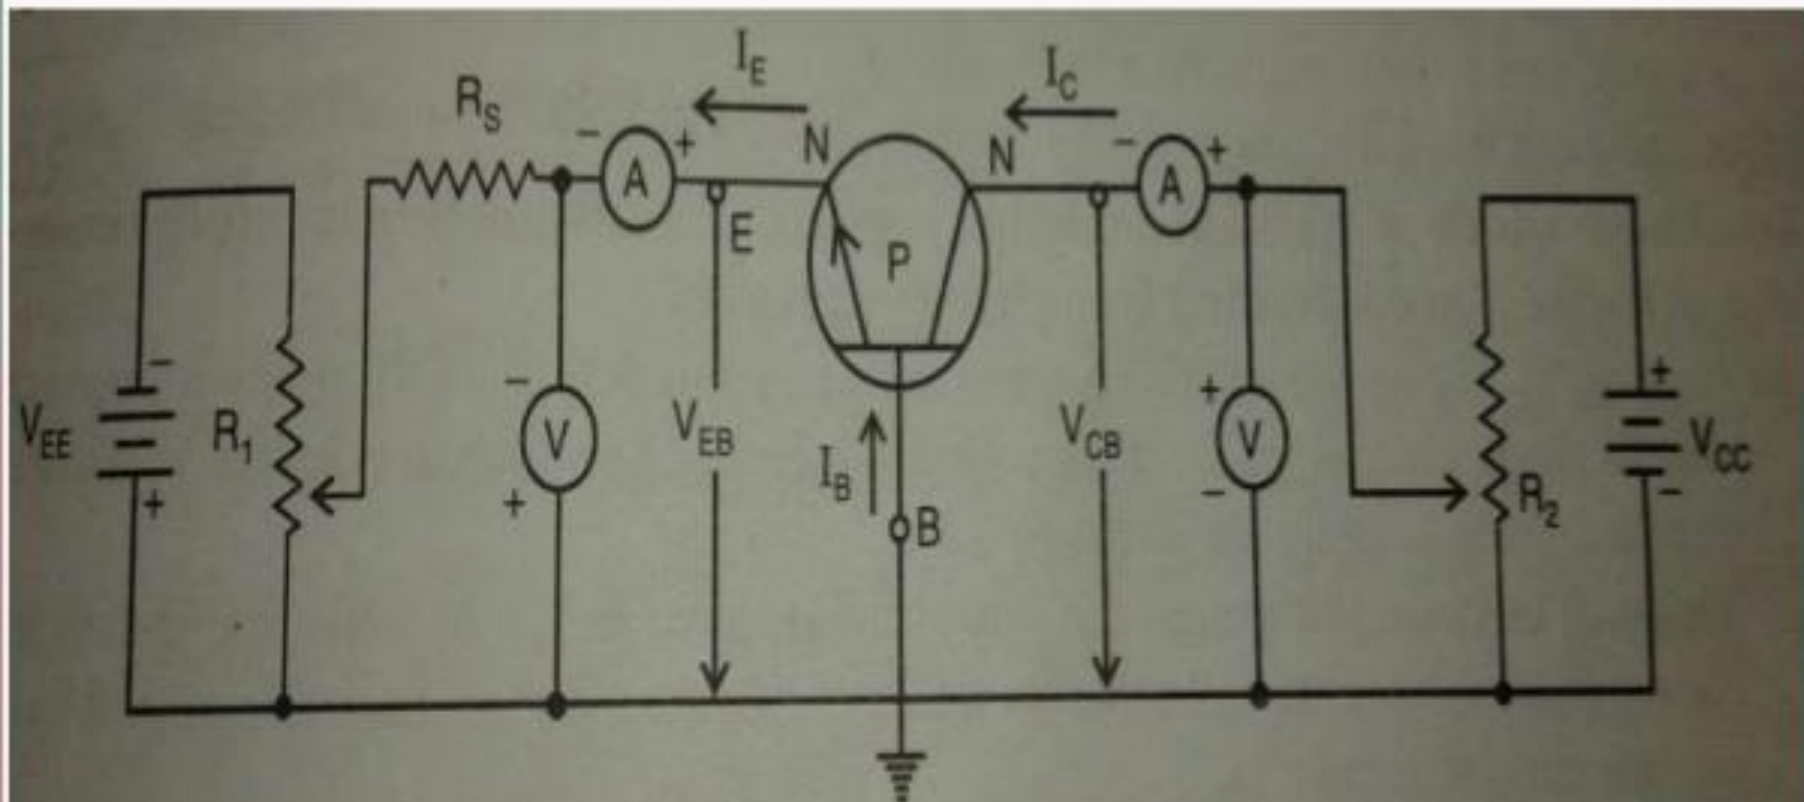 I_E
I_C
R_S
- A +
N
N
- A +
E
P
V_EE
-
+
R_1
-
V
+
V_EB
I_B
B
V_CB
+
V
-
R_2
+
V_CC
-